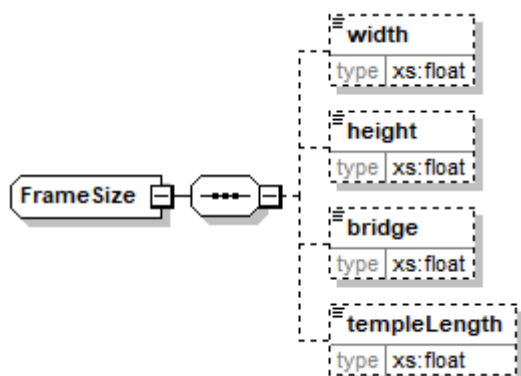 width
type xs:float
height
type xs:float
FrameSize
bridge
type xs:float
templeLength
type xs:float